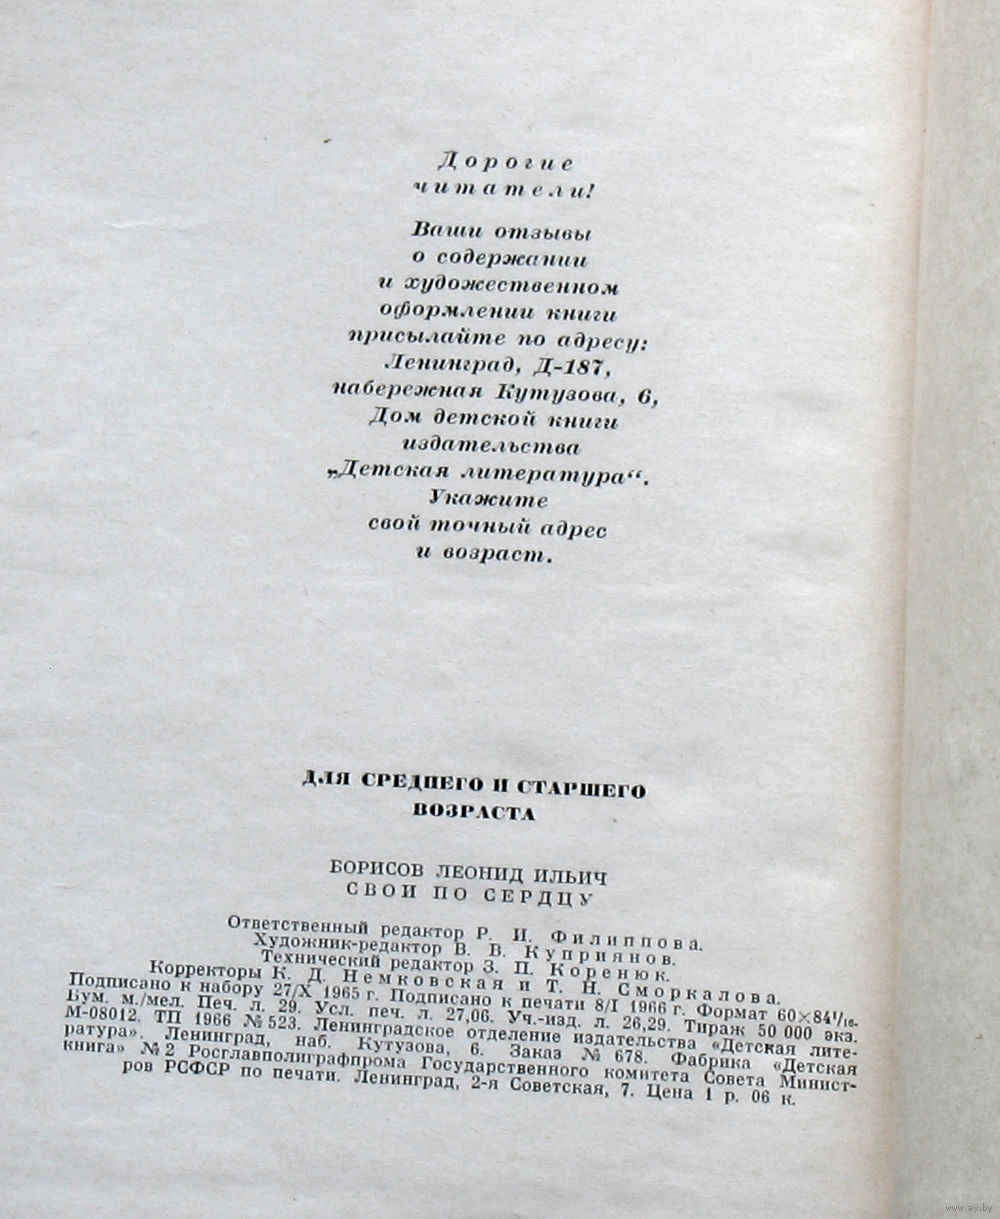 Дорогие
читатели!
Ваши отзывы
о содержании
и художественном
оформлении книги
присылайте по адресу:
Ленинград, Д-187,
набережная Кутузова, 6,
Дом детской книги
издательства
„Детская литература“.
Укажите
свой точный адрес
и возраст.
ДЛЯ СРЕДНЕГО И СТАРШЕГО
ВОЗРАСТА
БОРИСОВ ЛЕОНИД ИЛЬИЧ
СВОИ ПО СЕРДЦУ
Ответственный редактор Р. И. Филиппова.
Художник-редактор В. В. Куприянов.
Технический редактор З. П. Коренюк.
Корректоры К. Д. Немковская и Т. Н. Сморкалова.
Подписано к набору 27/X 1965 г. Подписано к печати 8/I 1966 г. Формат 60×84¹/₁₆.
Бум. м./мел. Печ. л. 29. Усл. печ. л. 27,06. Уч.-изд. л. 26,29. Тираж 50 000 экз.
М-08012. ТП 1966 № 523. Ленинградское отделение издательства «Детская лите-
ратура». Ленинград, наб. Кутузова, 6. Заказ № 678. Фабрика «Детская
книга» № 2 Росглавполиграфпрома Государственного комитета Совета Минист-
ров РСФСР по печати. Ленинград, 2-я Советская, 7. Цена 1 р. 06 к.
www.ay.by